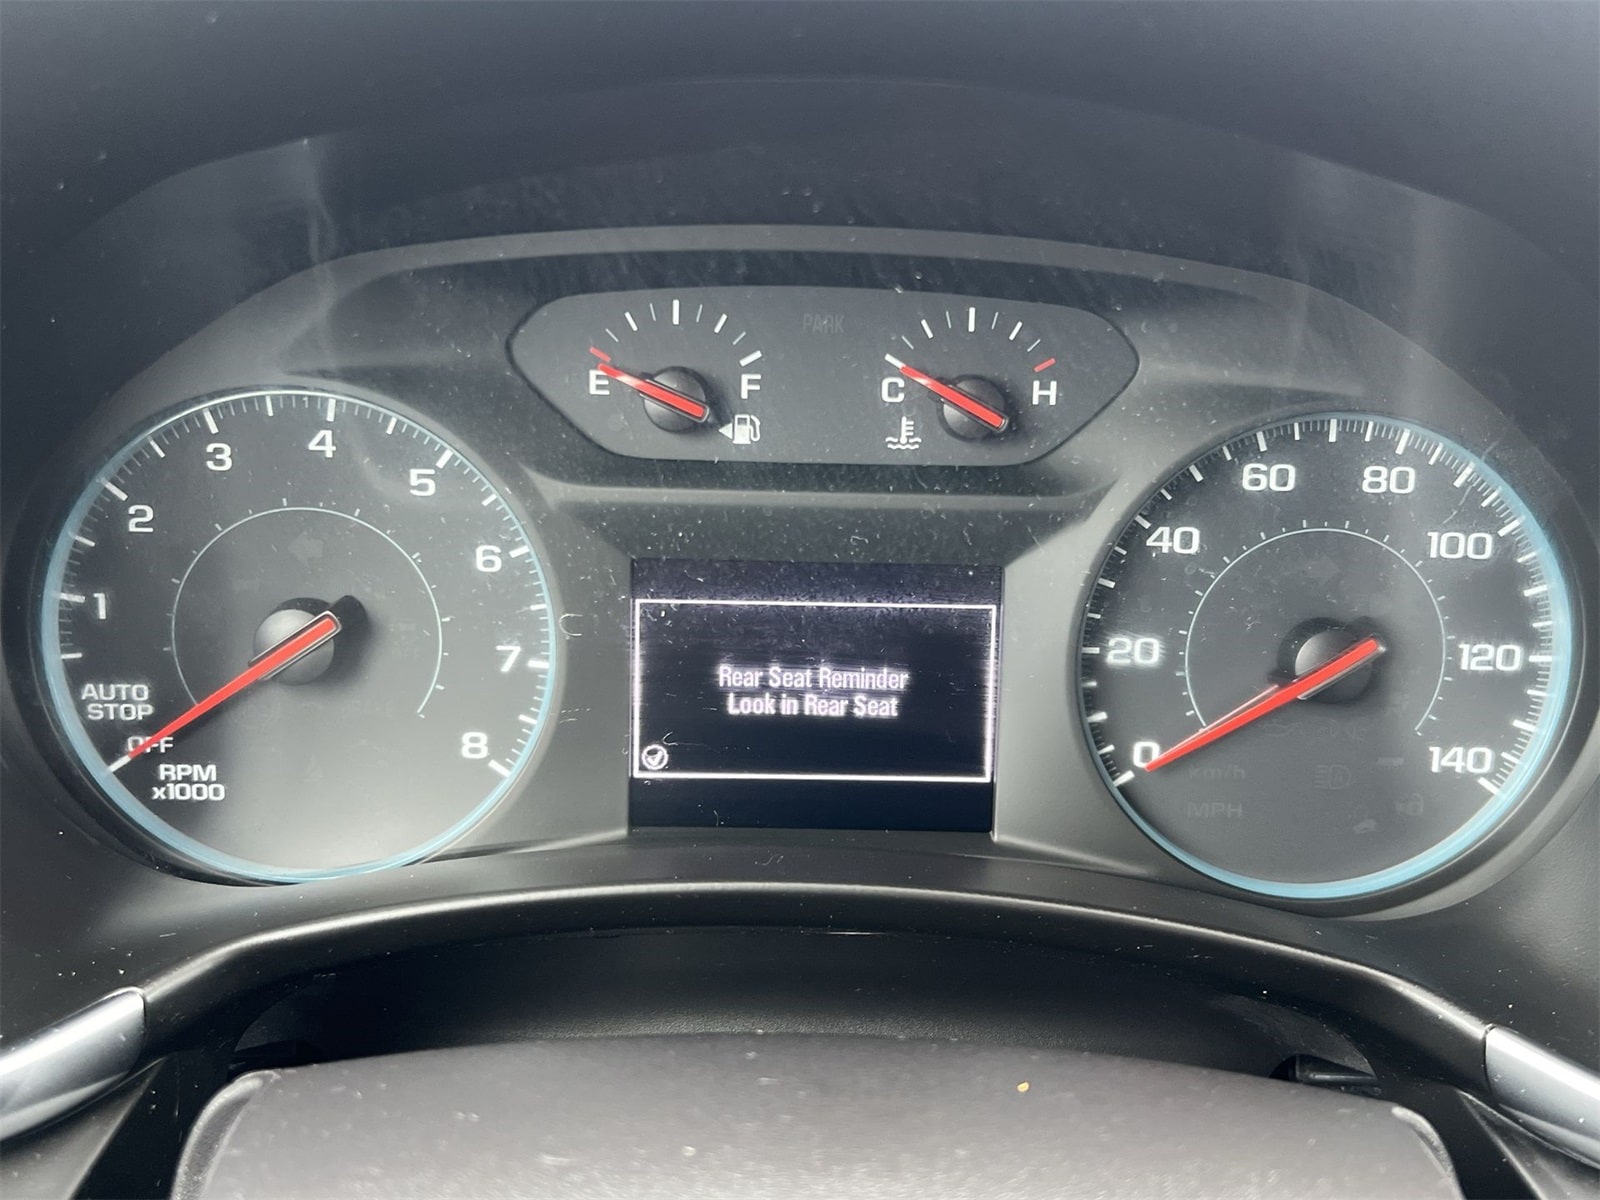 PARK
E
F
C
H
1
2
3
4
5
6
7
8
AUTO
STOP
OFF
RPM
x1000
Rear Seat Reminder
Look in Rear Seat
0
20
40
60
80
100
120
140
km/h
MPH